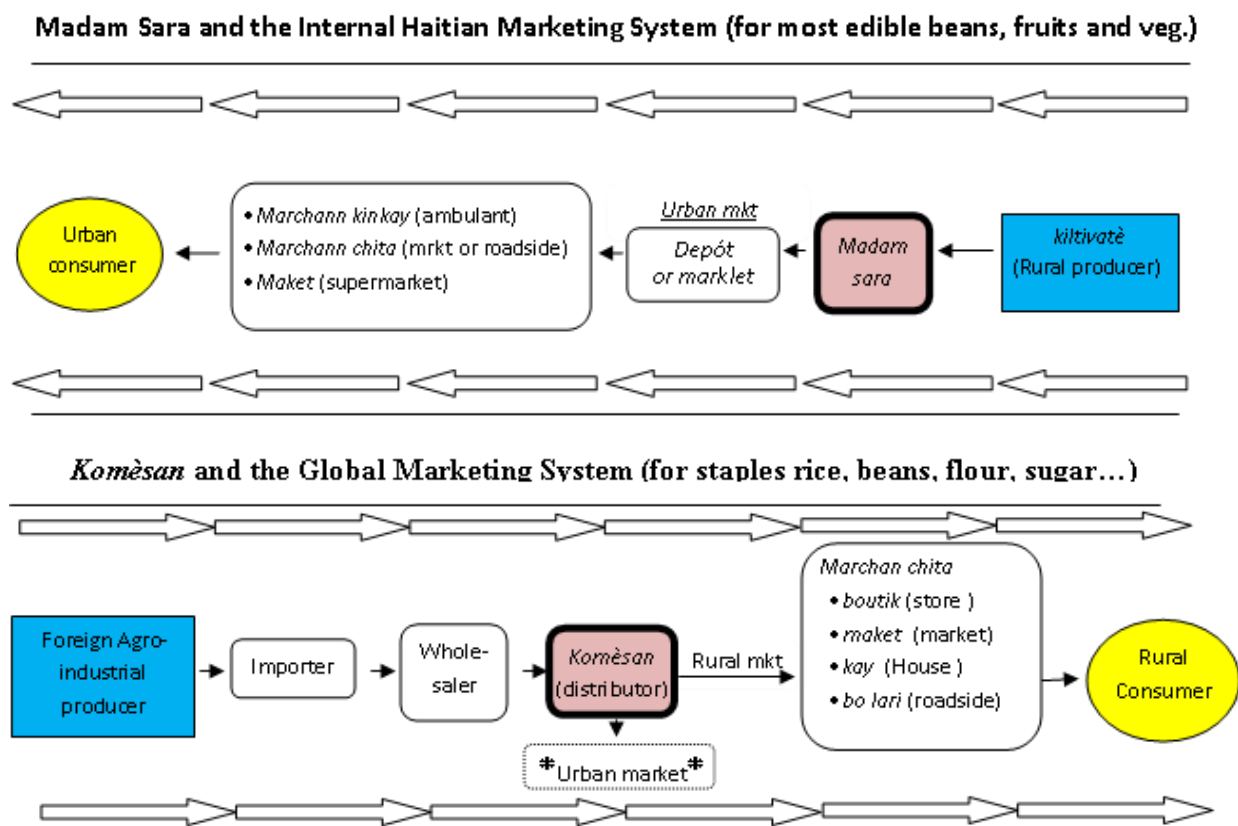 Madam Sara and the Internal Haitian Marketing System (for most edible beans, fruits and veg.)
Urban
consumer
• Marchann kinkay (ambulant)
• Marchann chita (mrkt or roadside)
• Maket (supermarket)
Urban mkt
Depót
or marklet
Madam
sara
kiltivatè
(Rural producer)
Komèsan and the Global Marketing System (for staples rice, beans, flour, sugar…)
Foreign Agro-
industrial
producer
Importer
Whole-
saler
Komèsan
(distributor)
Rural mkt
*Urban market*
Marchan chita
• boutik (store )
• maket (market)
• kay (House )
• bo lari (roadside)
Rural
Consumer